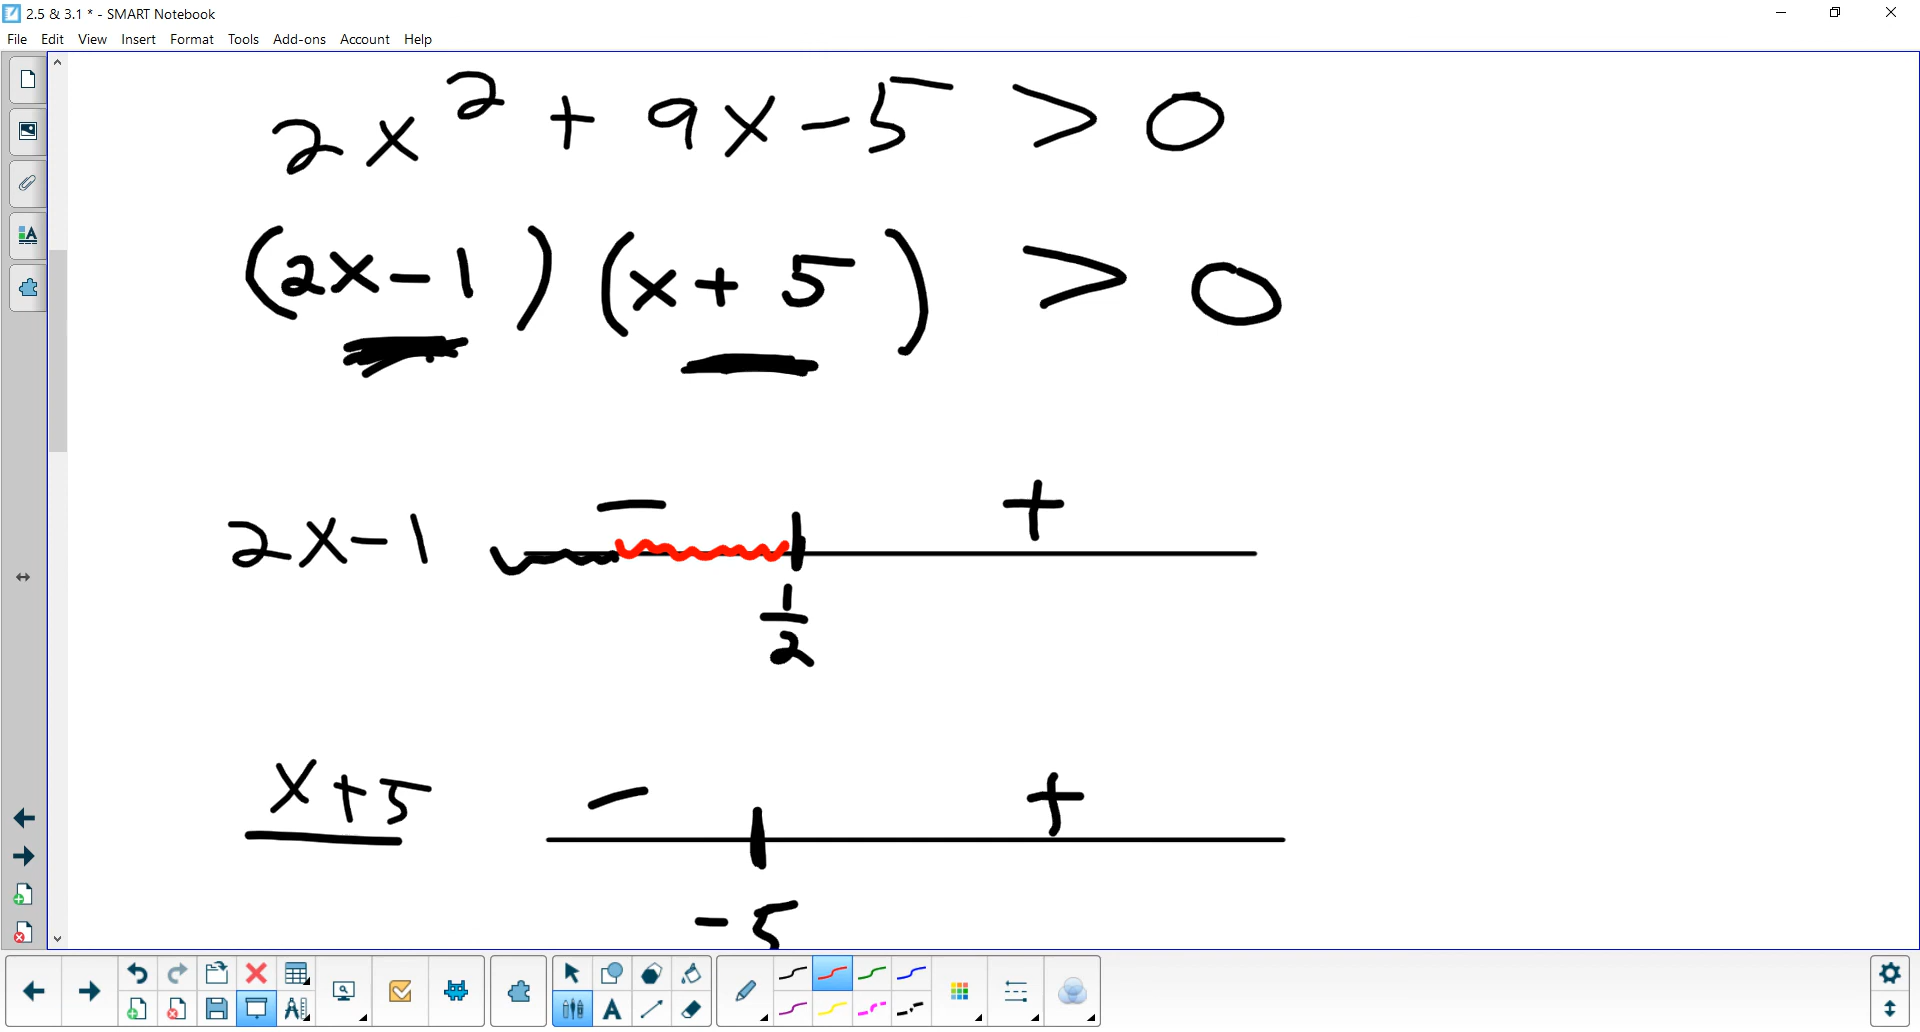 2.5 & 3.1 * - SMART Notebook
File Edit View Insert Format Tools Add-ons Account Help
2x² + 9x - 5 > 0
(2x-1)(x+5) > 0
- +
2x-1
1/2
- +
x+5
-5